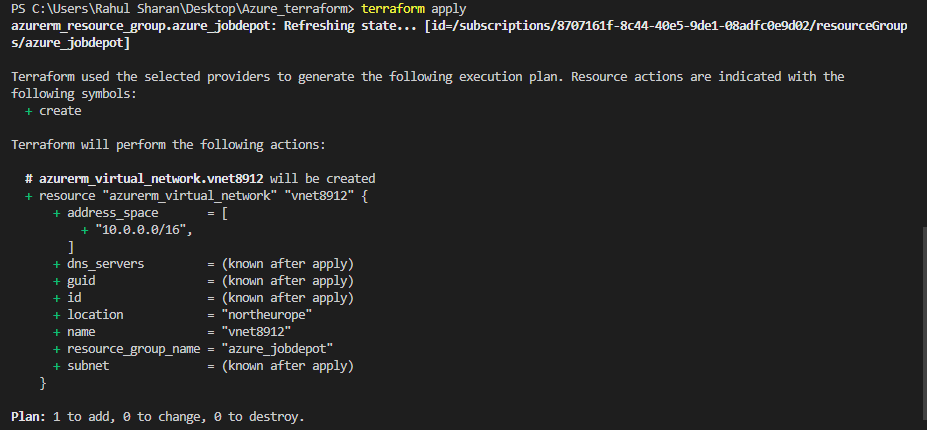 PS C:\Users\Rahul Sharan\Desktop\Azure_terraform> terraform apply
azurerm_resource_group.azure_jobdepot: Refreshing state... [id=/subscriptions/8707161f-8c44-40e5-9de1-08adfc0e9d02/resourceGroup
s/azure_jobdepot]
Terraform used the selected providers to generate the following execution plan. Resource actions are indicated with the
following symbols:
+ create
Terraform will perform the following actions:
# azurerm_virtual_network.vnet8912 will be created
+ resource "azurerm_virtual_network" "vnet8912" {
+ address_space       = [
+ "10.0.0.0/16",
]
+ dns_servers         = (known after apply)
+ guid                = (known after apply)
+ id                  = (known after apply)
+ location            = "northeurope"
+ name                = "vnet8912"
+ resource_group_name = "azure_jobdepot"
+ subnet              = (known after apply)
}
Plan: 1 to add, 0 to change, 0 to destroy.